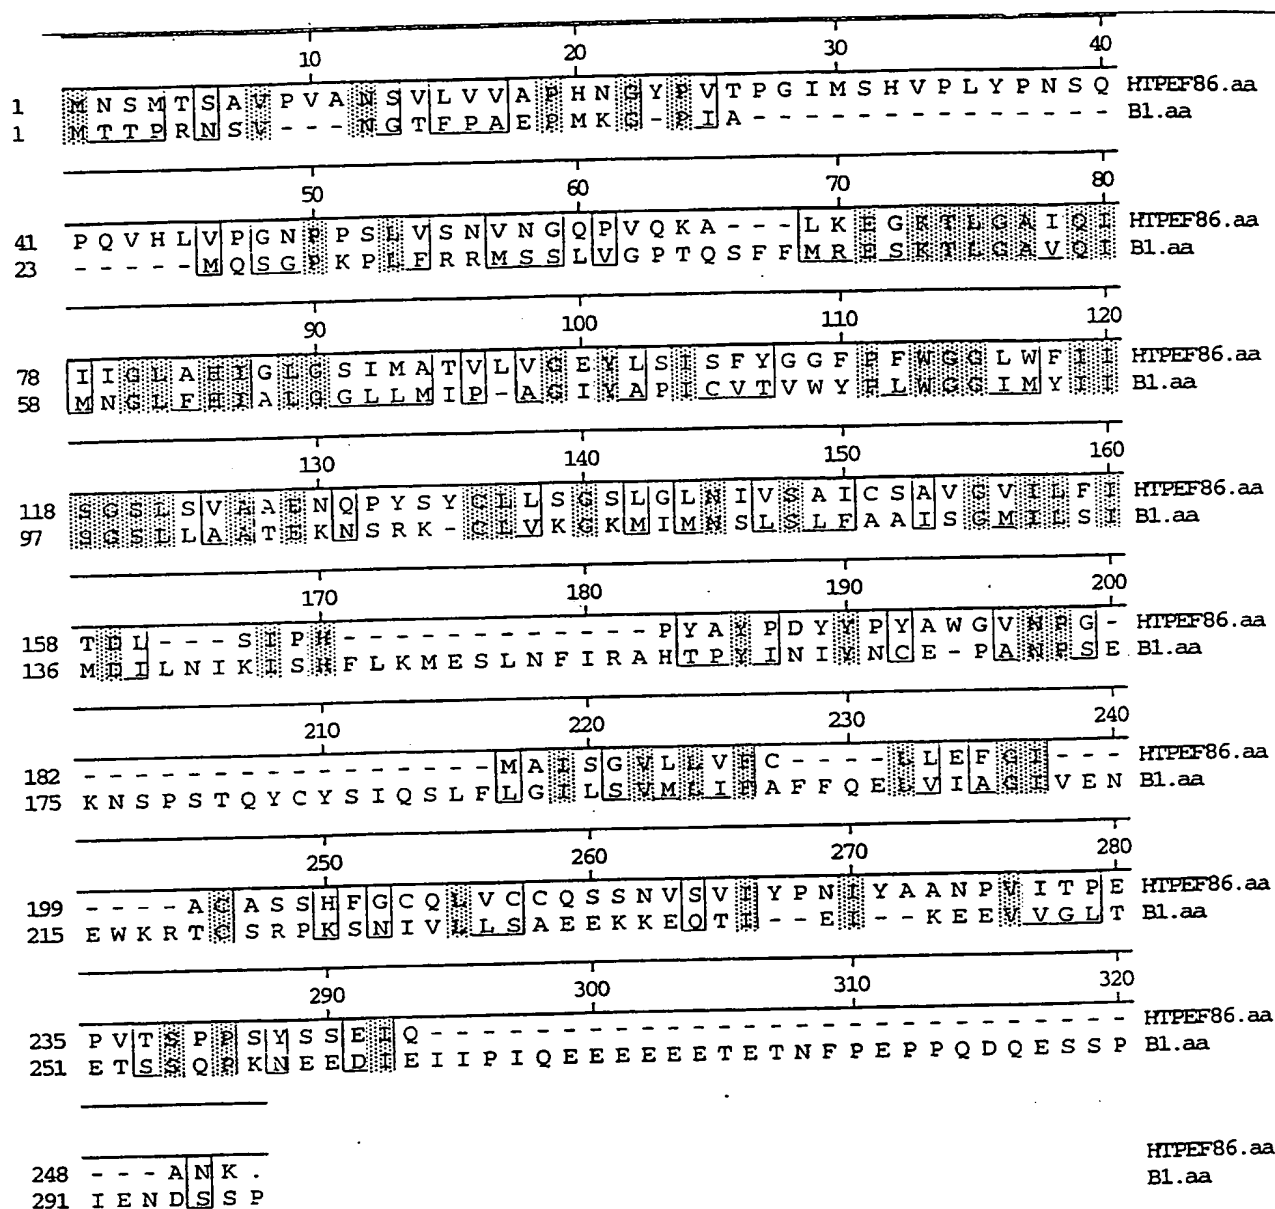 10 20 30 40
1 M N S M T S A V P V A N S V L V V A P H N G Y P V T P G I M S H V P L Y P N S Q HTPEF86.aa
1 M T T P R N S V - - - N G T F P A E P M K G - P I A - - - - - - - - - - - - - - B1.aa
50 60 70 80
41 P Q V H L V P G N P P S L V S N V N G Q P V Q K A - - - L K E G K T L G A I Q I HTPEF86.aa
23 - - - - - M Q S G P K P L F R R M S S L V G P T Q S F F M R E S K T L G A V Q I B1.aa
90 100 110 120
78 I I G L A H I G L G S I M A T V L V G E Y L S I S F Y G G F P F W G G L W F I I HTPEF86.aa
58 M N G L F H I A L G G L L M I P - A G I Y A P I C V T V W Y P L W G G I M Y I I B1.aa
130 140 150 160
118 S G S L S V A A E N Q P Y S Y C L L S G S L G L N I V S A I C S A V G V I L F I HTPEF86.aa
97 S G S L L A A T E K N S R K - C L V K G K M I M N S L S L F A A I S G M I L S I B1.aa
170 180 190 200
158 T D L - - - S I P H - - - - - - - - - - - - P Y A Y P D Y Y P Y A W G V N P G - HTPEF86.aa
136 M D I L N I K I S H F L K M E S L N F I R A H T P Y I N I Y N C E - P A N P S E B1.aa
210 220 230 240
182 - - - - - - - - - - - - - - - - M A I S G V L L V F C - - - - L L E F G I - - - HTPEF86.aa
175 K N S P S T Q Y C Y S I Q S L F L G I L S V M L I F A F F Q E L V I A G I V E N B1.aa
250 260 270 280
199 - - - - A C A S S H F G C Q L V C C Q S S N V S V I Y P N I Y A A N P V I T P E HTPEF86.aa
215 E W K R T C S R P K S N I V L L S A E E K K E Q T I - - E I - - K E E V V G L T B1.aa
290 300 310 320
235 P V T S P P S Y S S E I Q - - - - - - - - - - - - - - - - - - - - - - - - - - - HTPEF86.aa
251 E T S S Q P K N E E D I E I I P I Q E E E E E E T E T N F P E P P Q D Q E S S P B1.aa
248 - - - A N K . HTPEF86.aa
291 I E N D S S P B1.aa